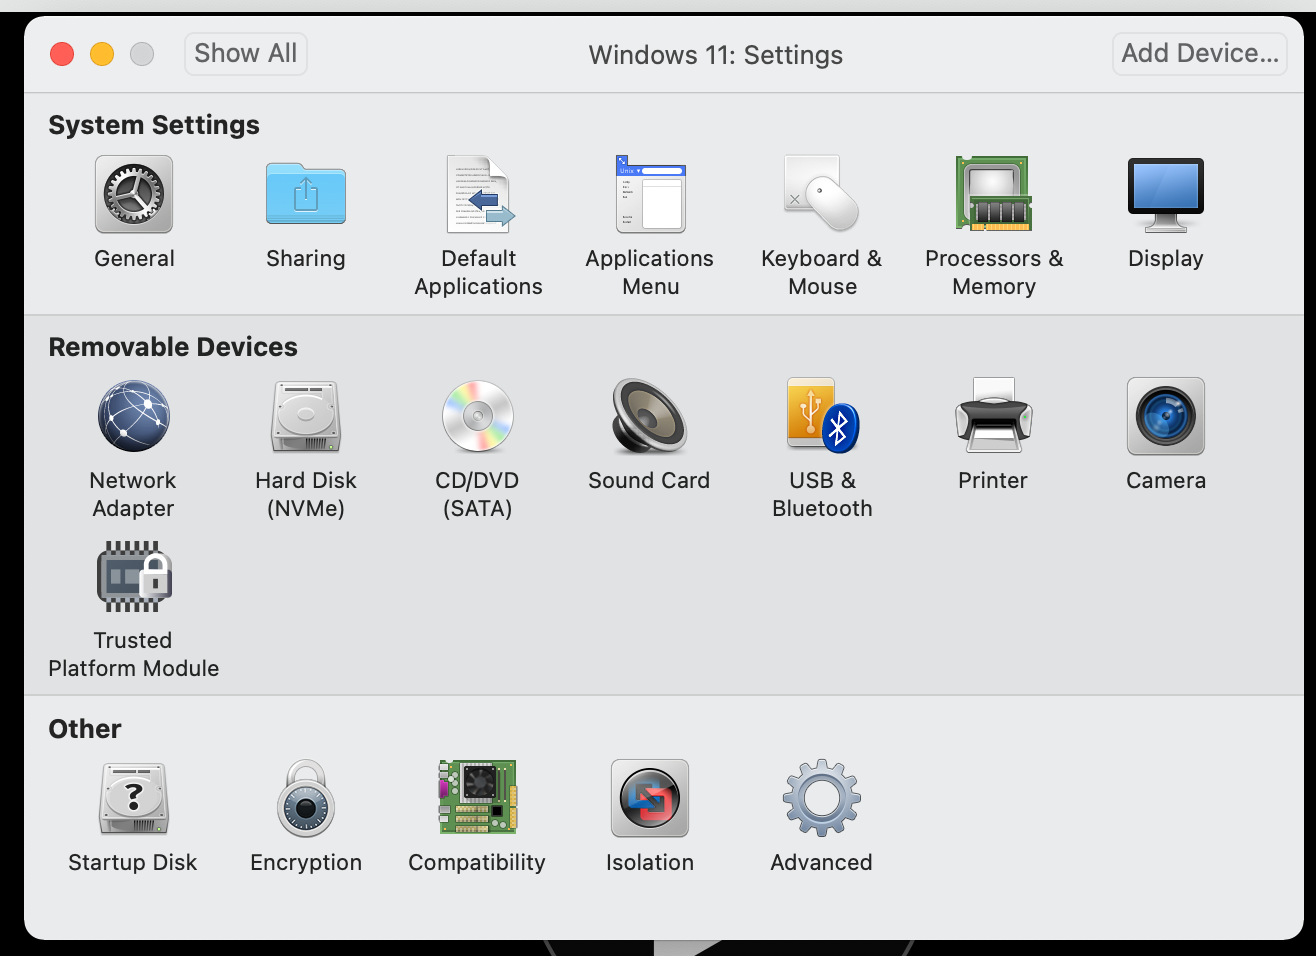 Show All
Windows 11: Settings
Add Device...
System Settings
General
Sharing
Default
Applications
Applications
Menu
Keyboard &
Mouse
Processors &
Memory
Display
Removable Devices
Network
Adapter
Hard Disk
(NVMe)
CD/DVD
(SATA)
Sound Card
USB &
Bluetooth
Printer
Camera
Trusted
Platform Module
Other
?
Startup Disk
Encryption
Compatibility
Isolation
Advanced